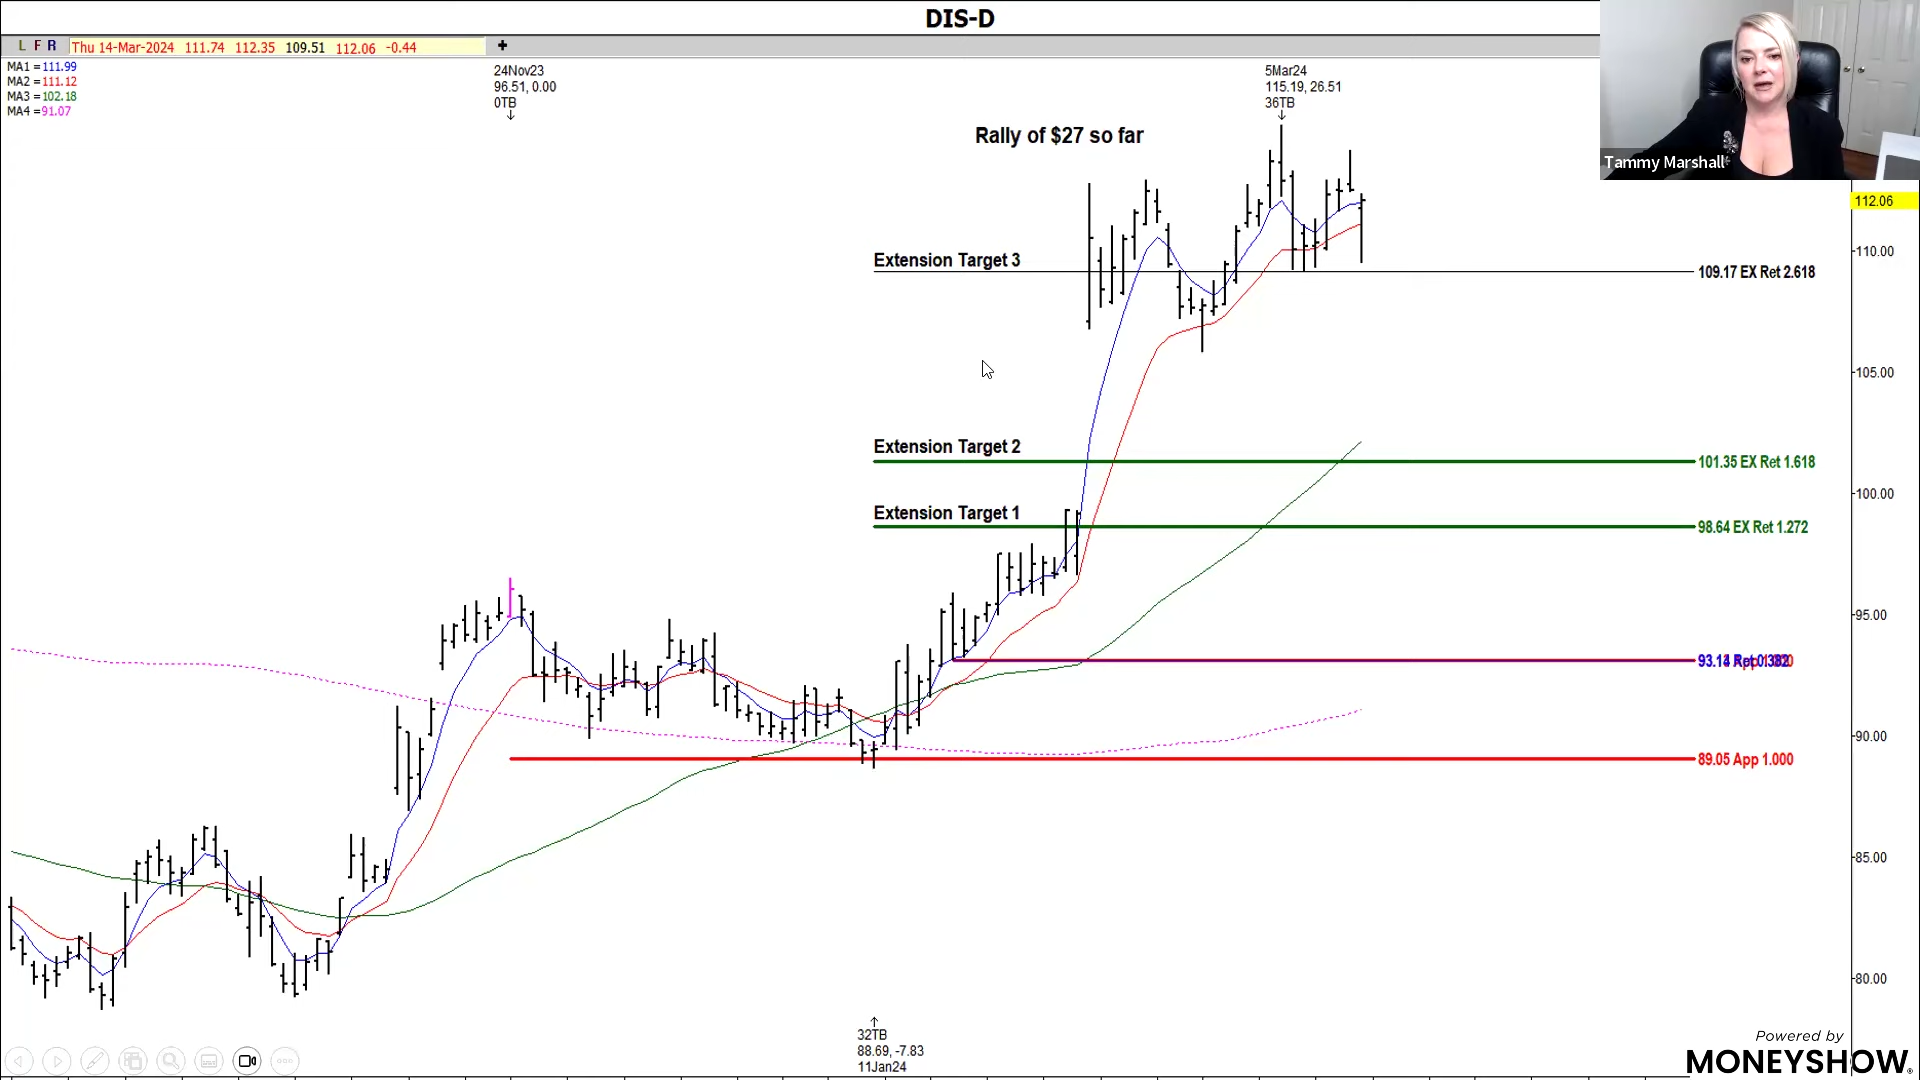 DIS-D
L F R Thu 14-Mar-2024 111.74 112.35 109.51 112.06 -0.44
MA1 =111.99
MA2 =111.12
MA3 =102.18
MA4 =91.07
24Nov23
96.51, 0.00
0TB
5Mar24
115.19, 26.51
36TB
Rally of $27 so far
Tammy Marshall
112.06
110.00
Extension Target 3
109.17 EX Ret 2.618
105.00
Extension Target 2
101.35 EX Ret 1.618
100.00
Extension Target 1
98.64 EX Ret 1.272
95.00
93.14 Ret 0.382
90.00
89.05 App 1.000
85.00
80.00
32TB
88.69, -7.83
11Jan24
Powered by
MONEYSHOW